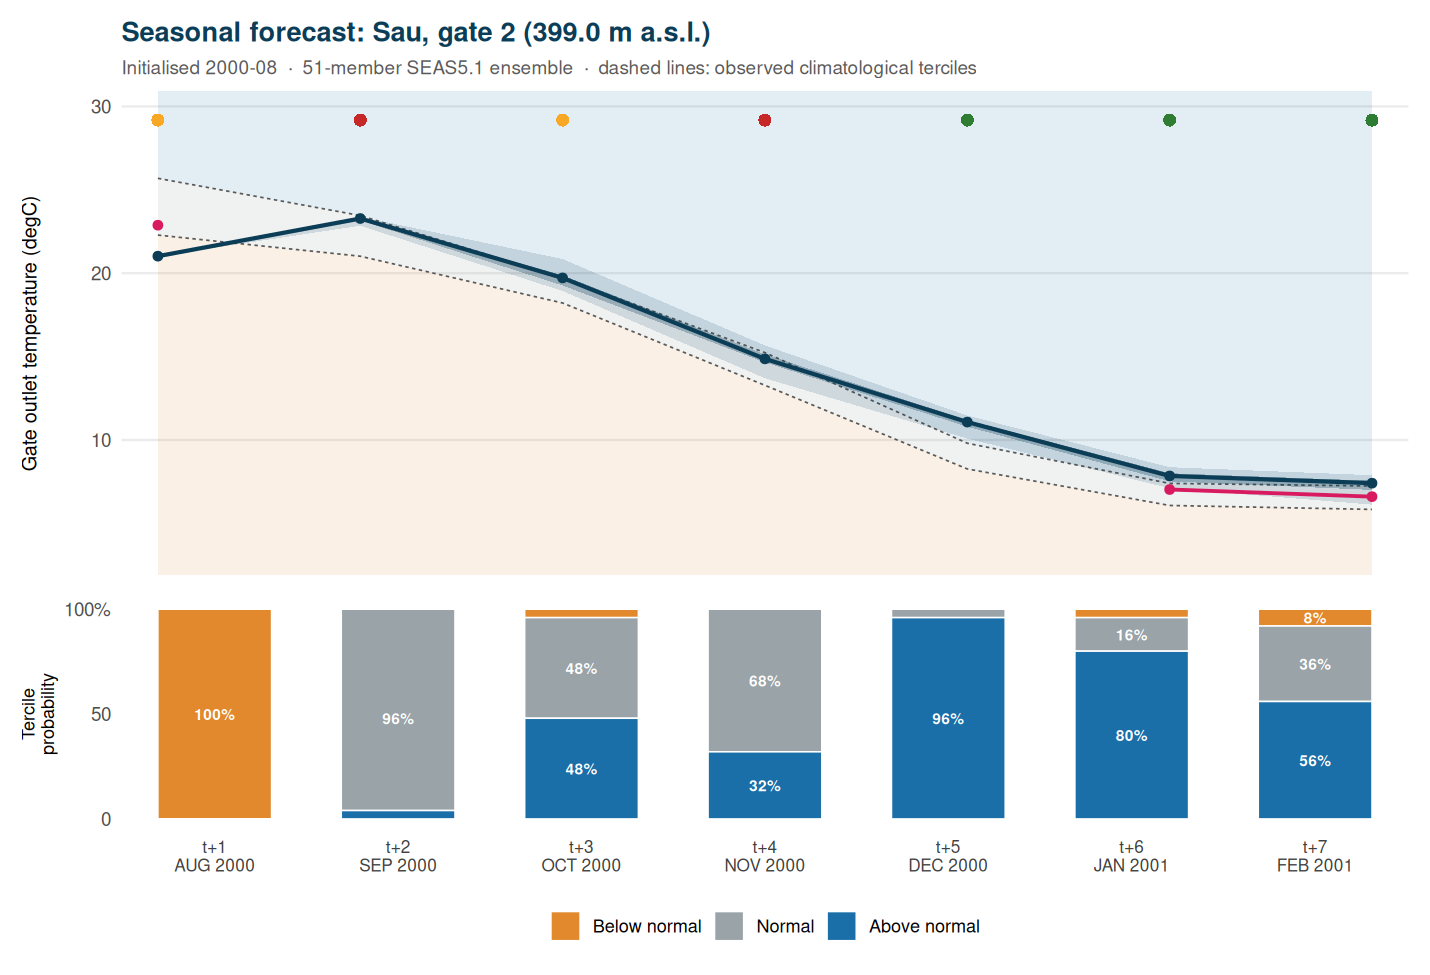 Seasonal forecast: Sau, gate 2 (399.0 m a.s.l.)
Initialised 2000-08 · 51-member SEAS5.1 ensemble · dashed lines: observed climatological terciles
Gate outlet temperature (degC)
30
20
10
Tercile
probability
100%
50
0
100%
96%
48%
48%
68%
32%
96%
16%
80%
8%
36%
56%
t+1
AUG 2000
t+2
SEP 2000
t+3
OCT 2000
t+4
NOV 2000
t+5
DEC 2000
t+6
JAN 2001
t+7
FEB 2001
Below normal
Normal
Above normal